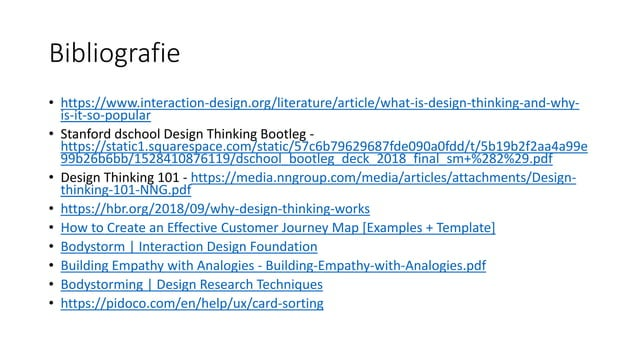 Bibliografie
• https://www.interaction-design.org/literature/article/what-is-design-thinking-and-why-
is-it-so-popular
• Stanford dschool Design Thinking Bootleg -
https://static1.squarespace.com/static/57c6b79629687fde090a0fdd/t/5b19b2f2aa4a99e
99b26b6bb/1528410876119/dschool_bootleg_deck_2018_final_sm+%282%29.pdf
• Design Thinking 101 - https://media.nngroup.com/media/articles/attachments/Design-
thinking-101-NNG.pdf
• https://hbr.org/2018/09/why-design-thinking-works
• How to Create an Effective Customer Journey Map [Examples + Template]
• Bodystorm | Interaction Design Foundation
• Building Empathy with Analogies - Building-Empathy-with-Analogies.pdf
• Bodystorming | Design Research Techniques
• https://pidoco.com/en/help/ux/card-sorting